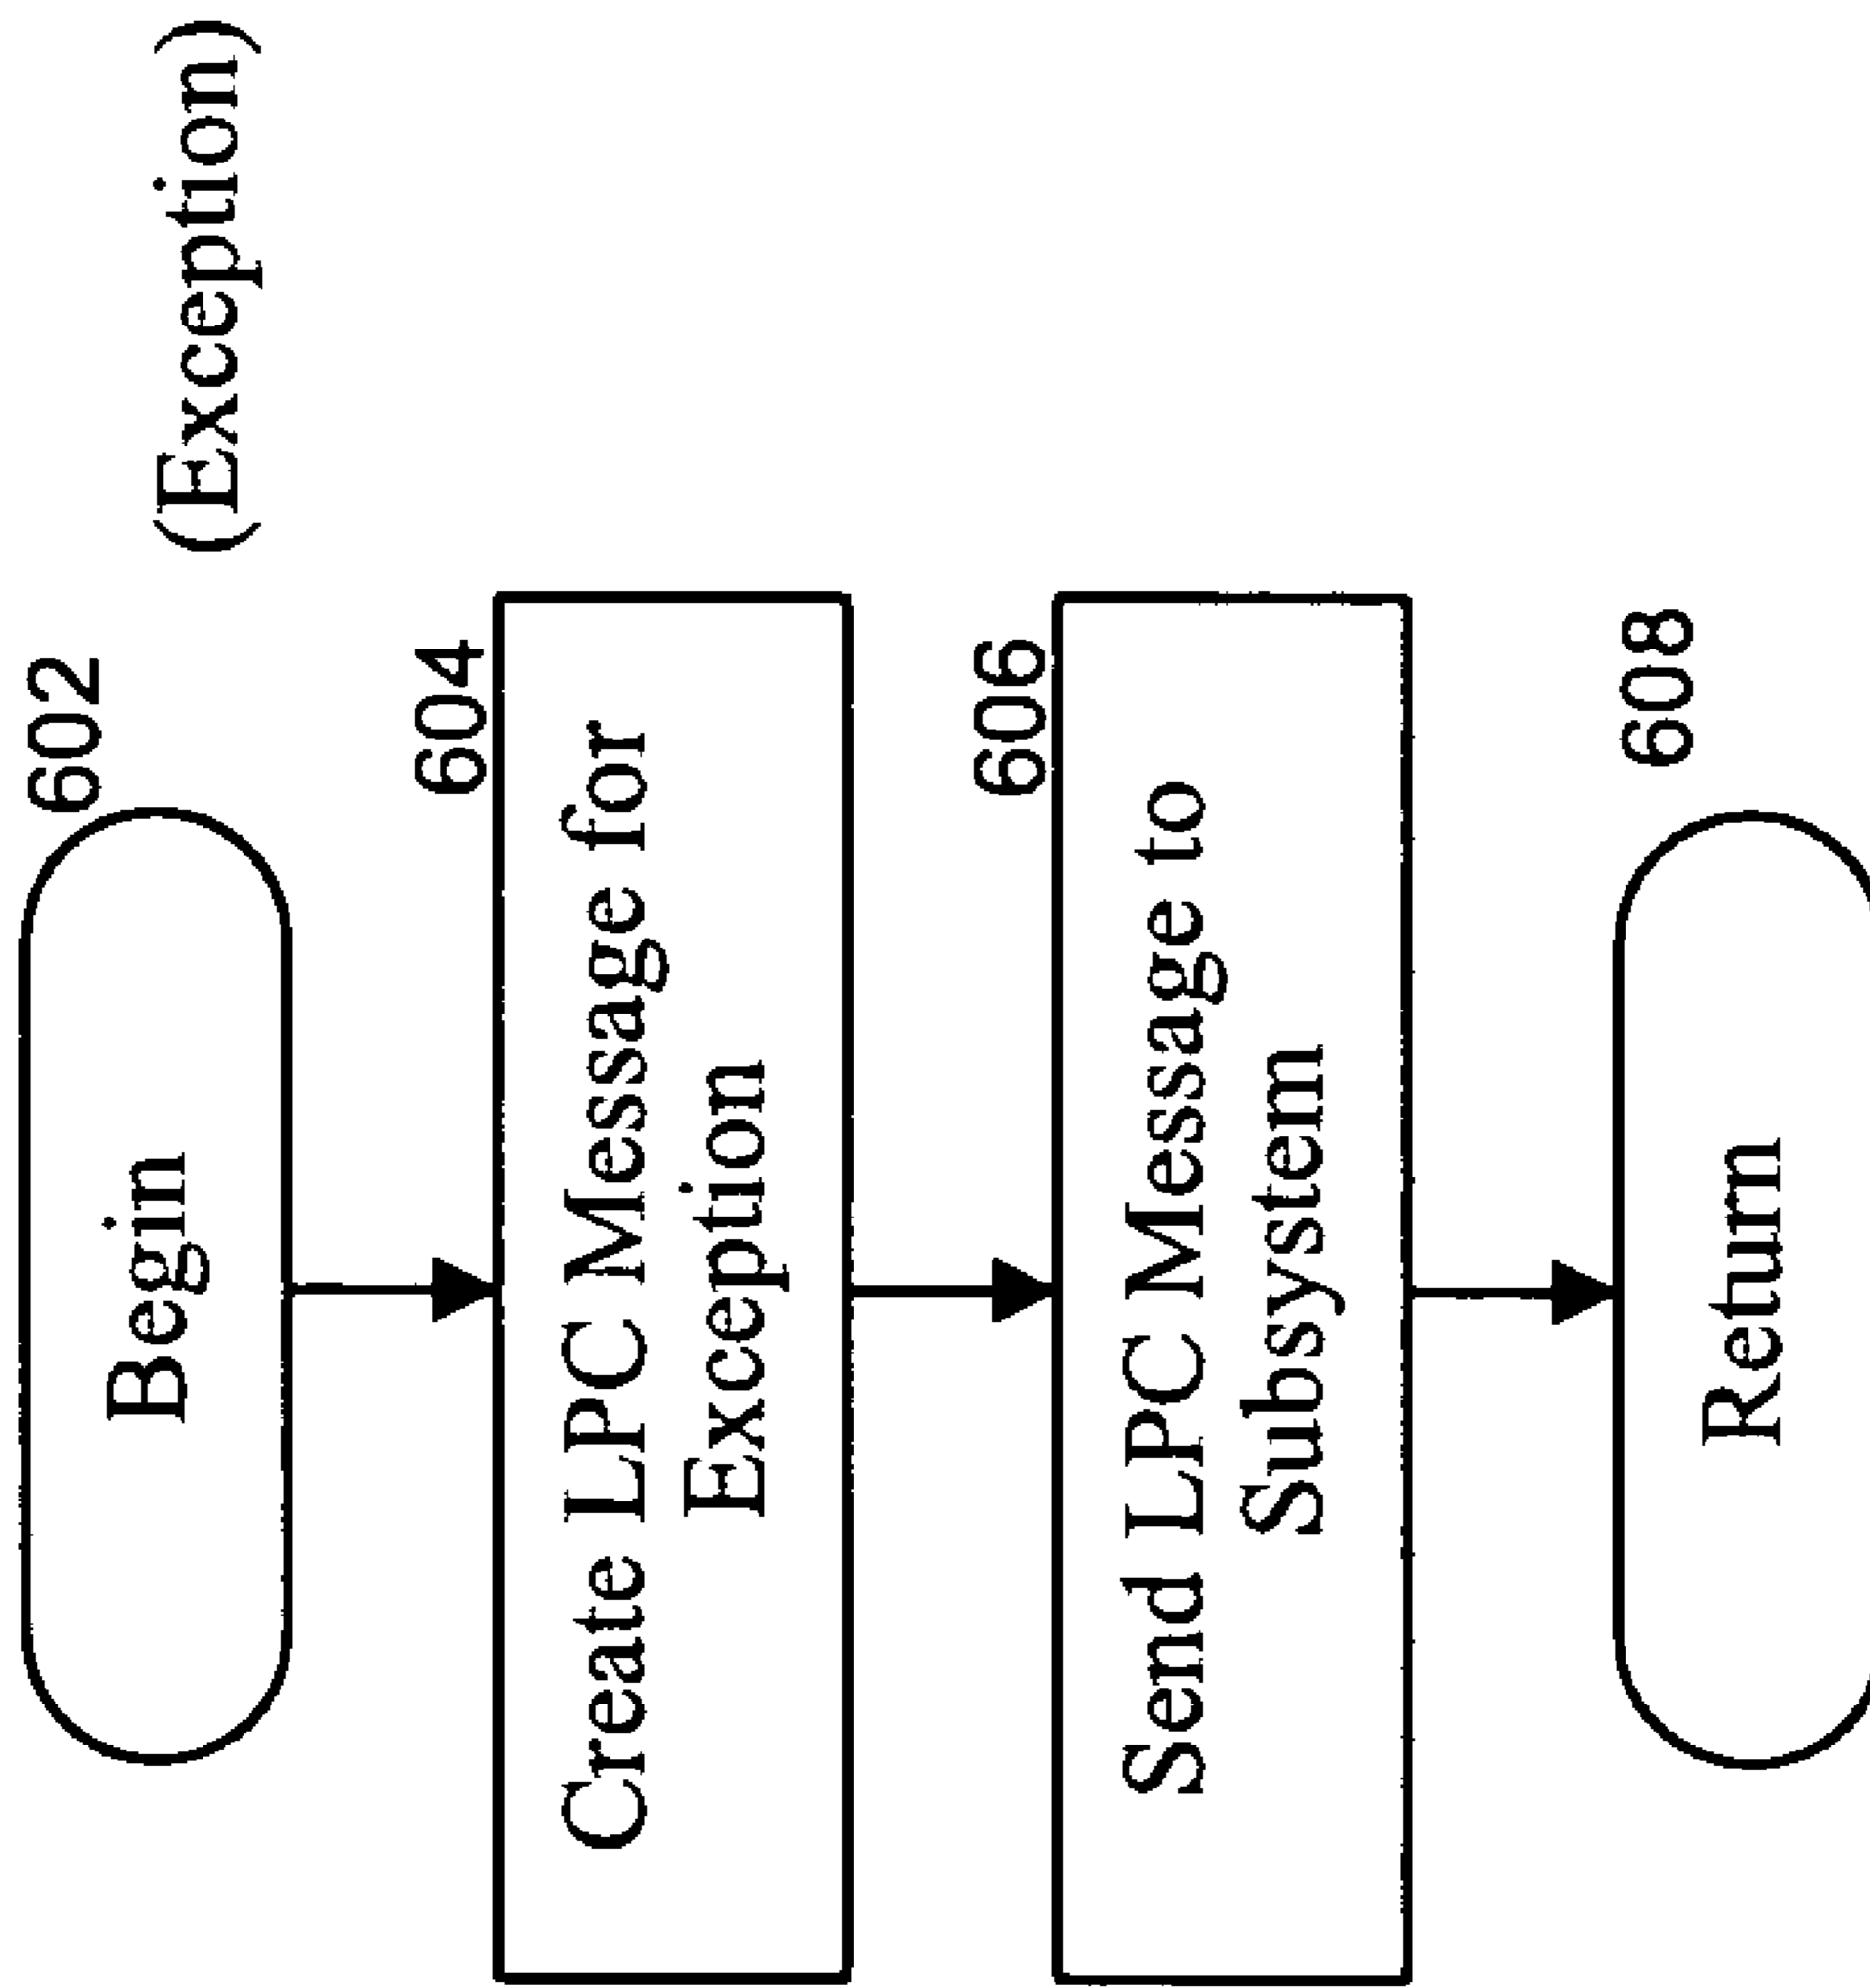 602
Begin
(Exception)
604
Create LPC Message for
Exception
606
Send LPC Message to
Subsystem
608
Return